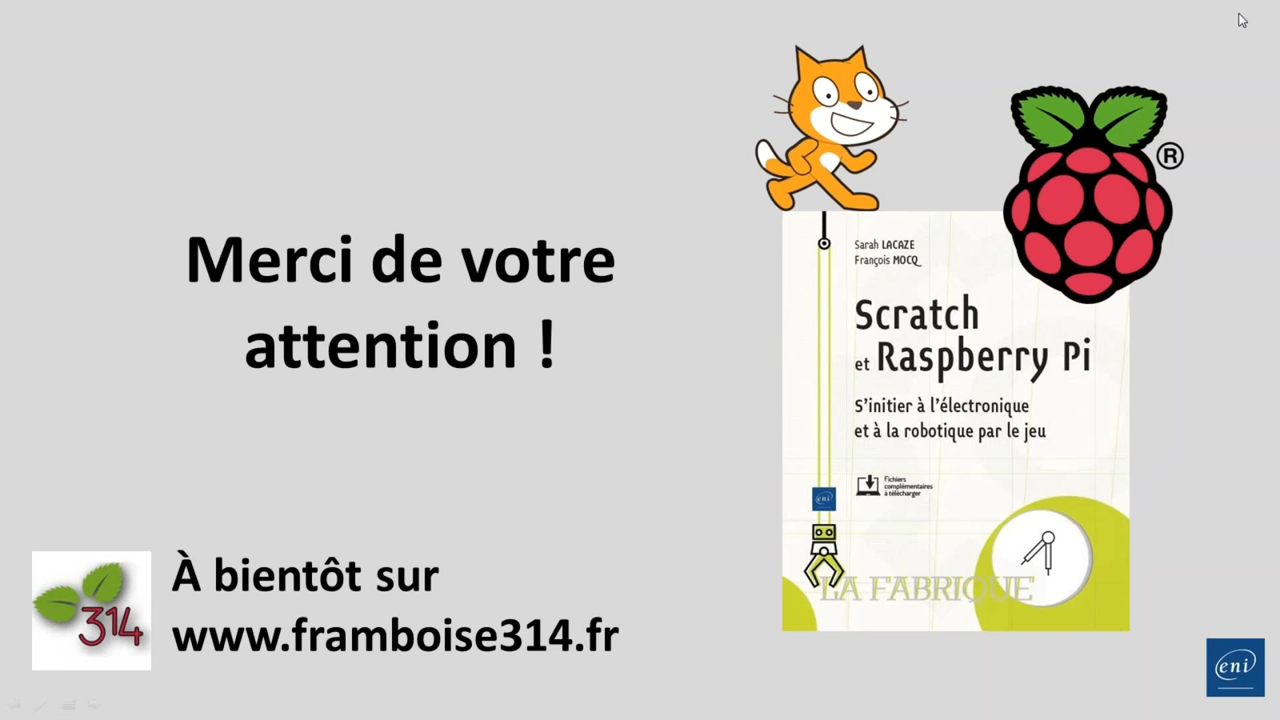 Merci de votre
attention !
Sarah LACAZE
François MOCQ
Scratch
et Raspberry Pi
S'initier à l'électronique
et à la robotique par le jeu
Fichiers
complémentaires
à télécharger
eni
LA FABRIQUE
®
314
À bientôt sur
www.framboise314.fr
eni